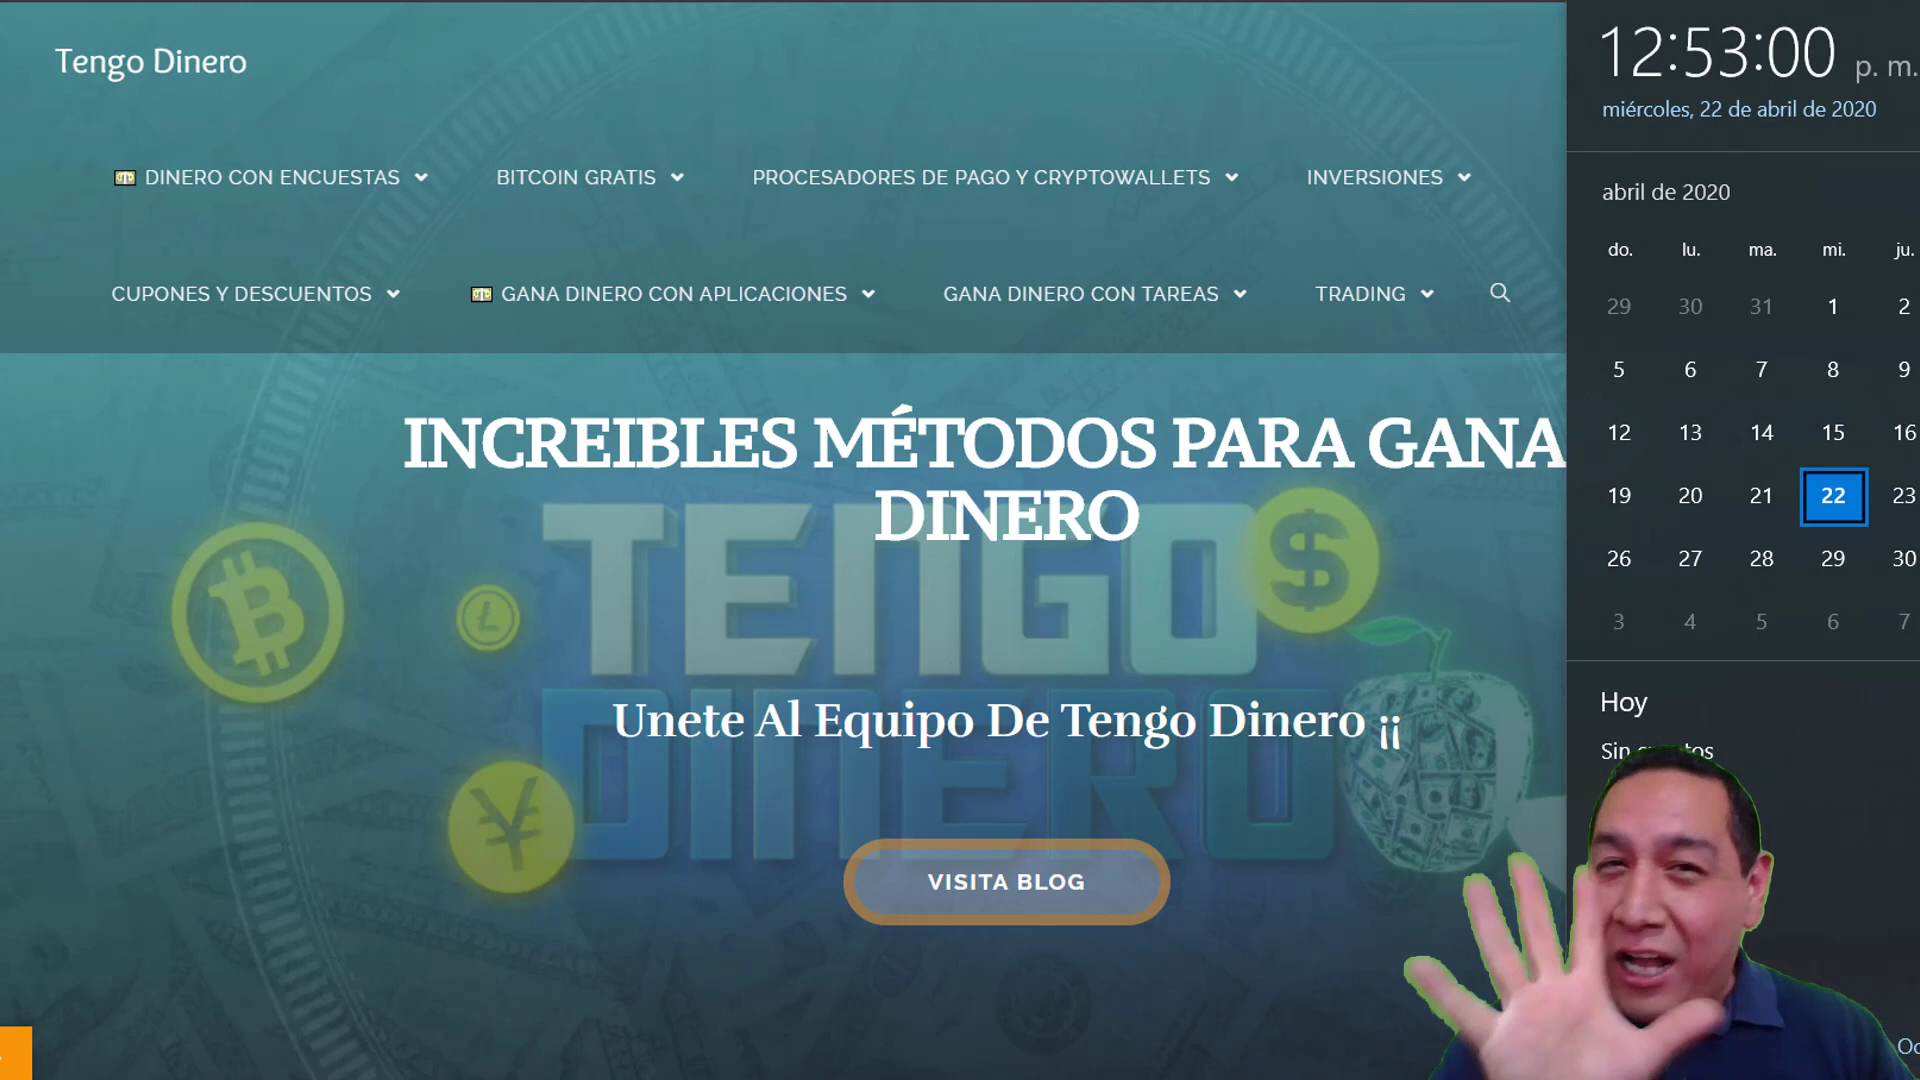 Tengo Dinero
DINERO CON ENCUESTAS
BITCOIN GRATIS
PROCESADORES DE PAGO Y CRYPTOWALLETS
INVERSIONES
CUPONES Y DESCUENTOS
GANA DINERO CON APLICACIONES
GANA DINERO CON TAREAS
TRADING
INCREIBLES MÉTODOS PARA GANA
DINERO
TENGO
DINERO
Unete Al Equipo De Tengo Dinero ¡¡
VISITA BLOG
12:53:00 p. m.
miércoles, 22 de abril de 2020
abril de 2020
do. lu. ma. mi. ju.
29 30 31 1 2
5 6 7 8 9
12 13 14 15 16
19 20 21 22 23
26 27 28 29 30
3 4 5 6 7
Hoy
Sin